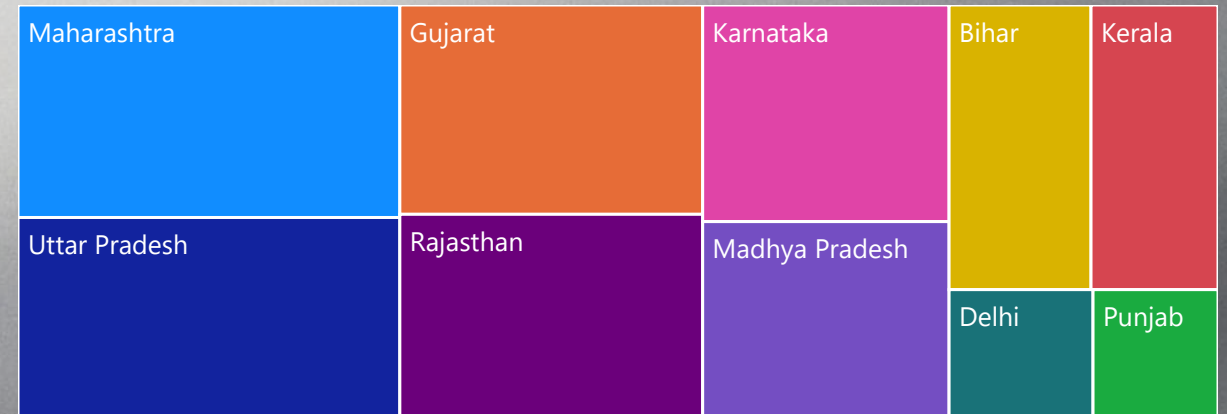 Maharashtra
Gujarat
Karnataka
Bihar
Kerala
Uttar Pradesh
Rajasthan
Madhya Pradesh
Delhi
Punjab